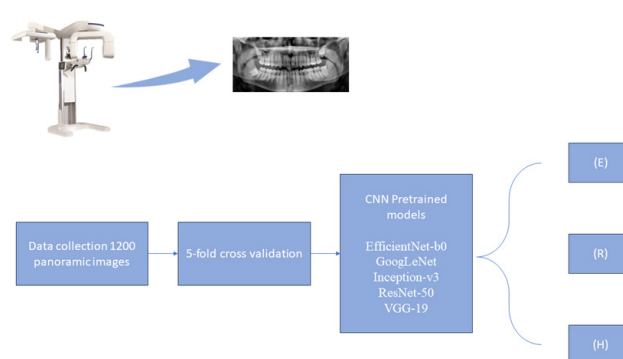 Data collection 1200
panoramic images
5-fold cross validation
CNN Pretrained
models
EfficientNet-b0
GoogLeNet
Inception-v3
ResNet-50
VGG-19
(E)
(R)
(H)